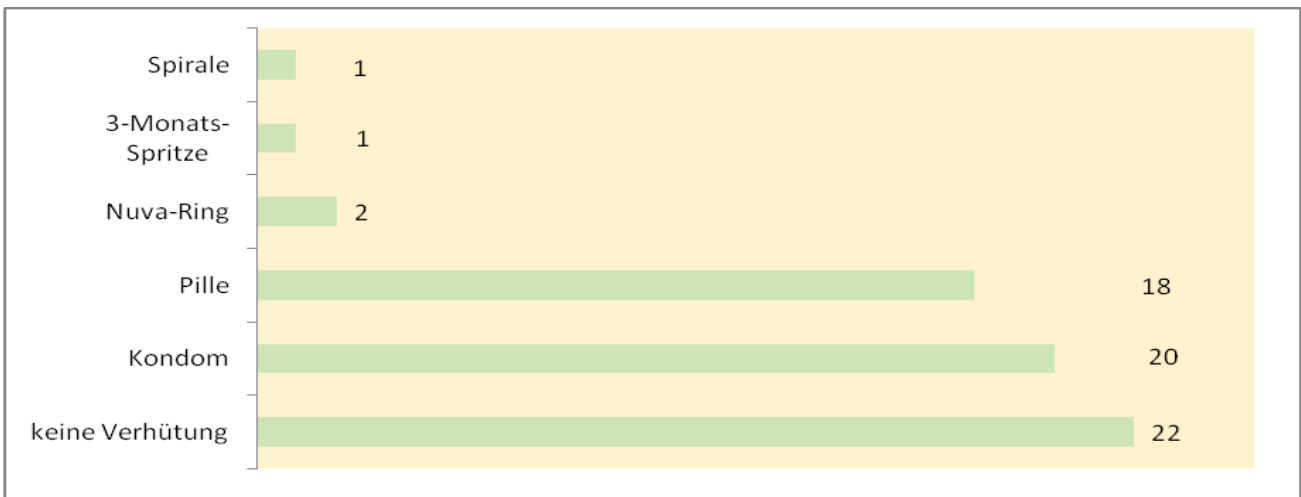 Spirale 1
3-Monats-
Spritze 1
Nuva-Ring 2
Pille 18
Kondom 20
keine Verhütung 22